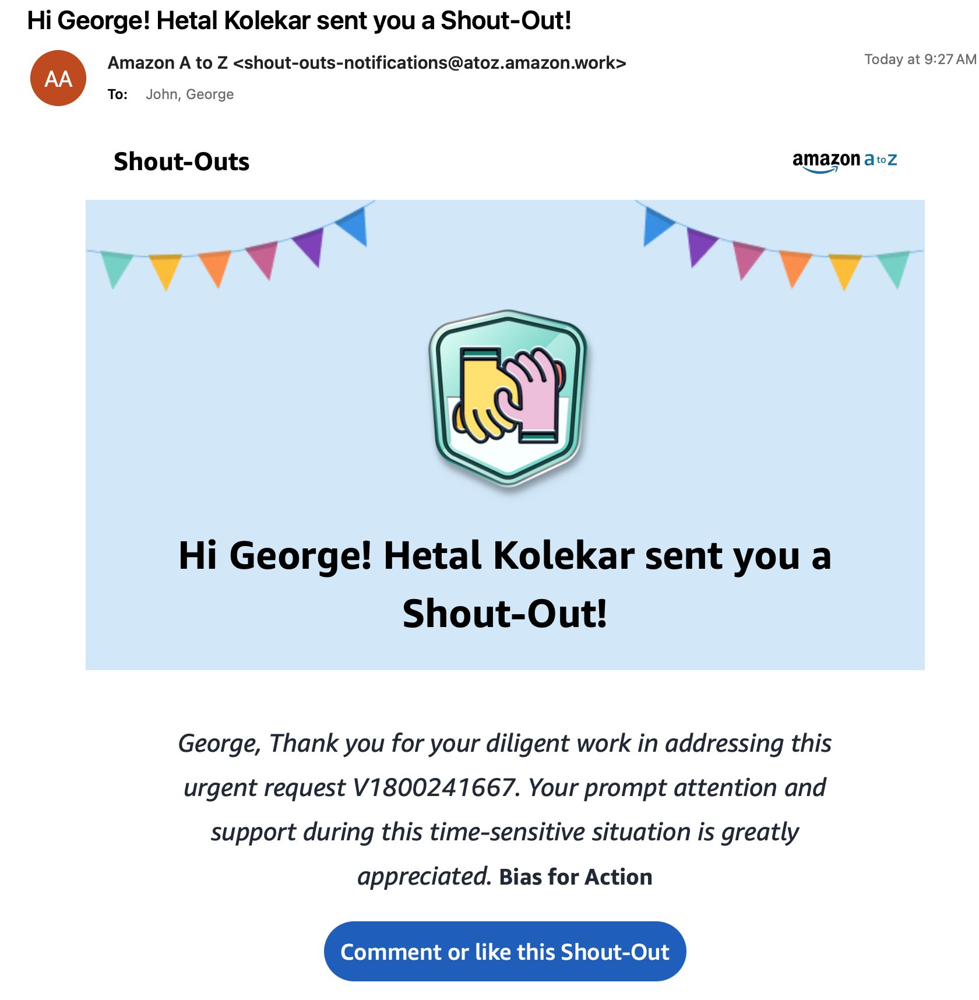 Hi George! Hetal Kolekar sent you a Shout-Out!
AA
Amazon A to Z <shout-outs-notifications@atoz.amazon.work>
Today at 9:27 AM
To: John, George
Shout-Outs
amazon a to z
Hi George! Hetal Kolekar sent you a
Shout-Out!
George, Thank you for your diligent work in addressing this
urgent request V1800241667. Your prompt attention and
support during this time-sensitive situation is greatly
appreciated. Bias for Action
Comment or like this Shout-Out